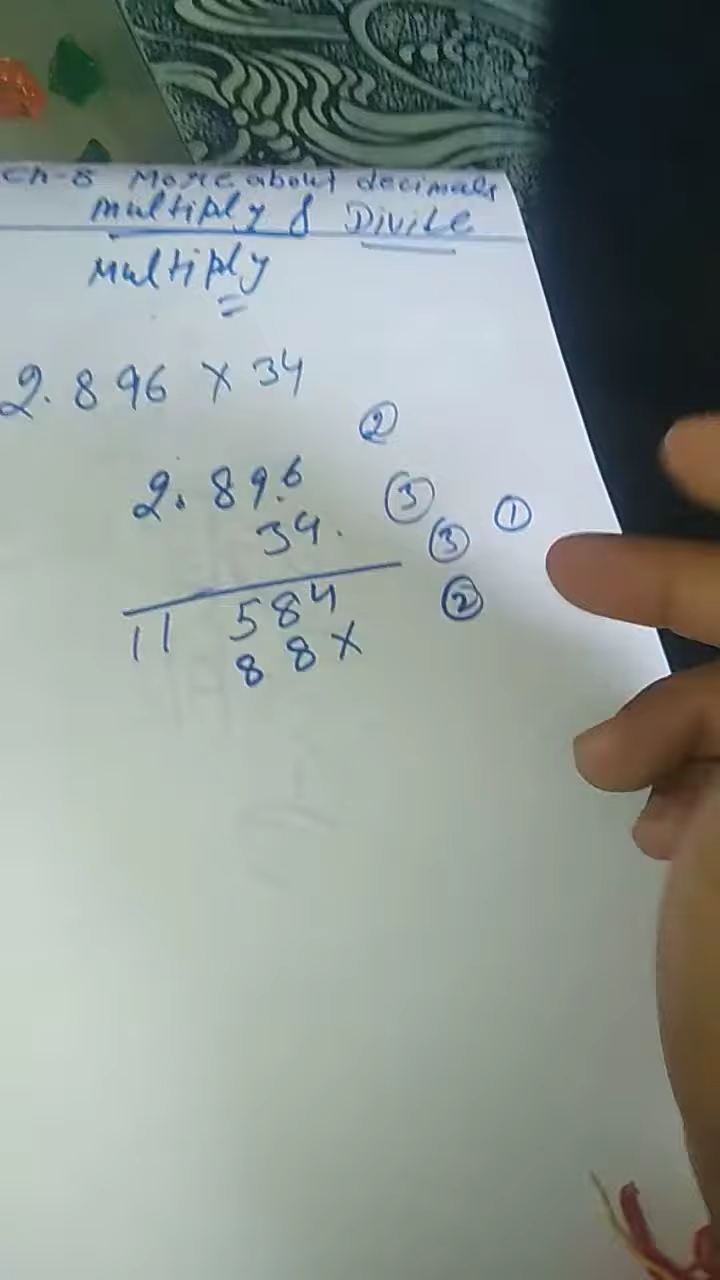 Ch-8 More about decimals
Multiply & Divide
Multiply
2.896 X 34
②
2.896
③
①
34.
③
②
11 584
88X